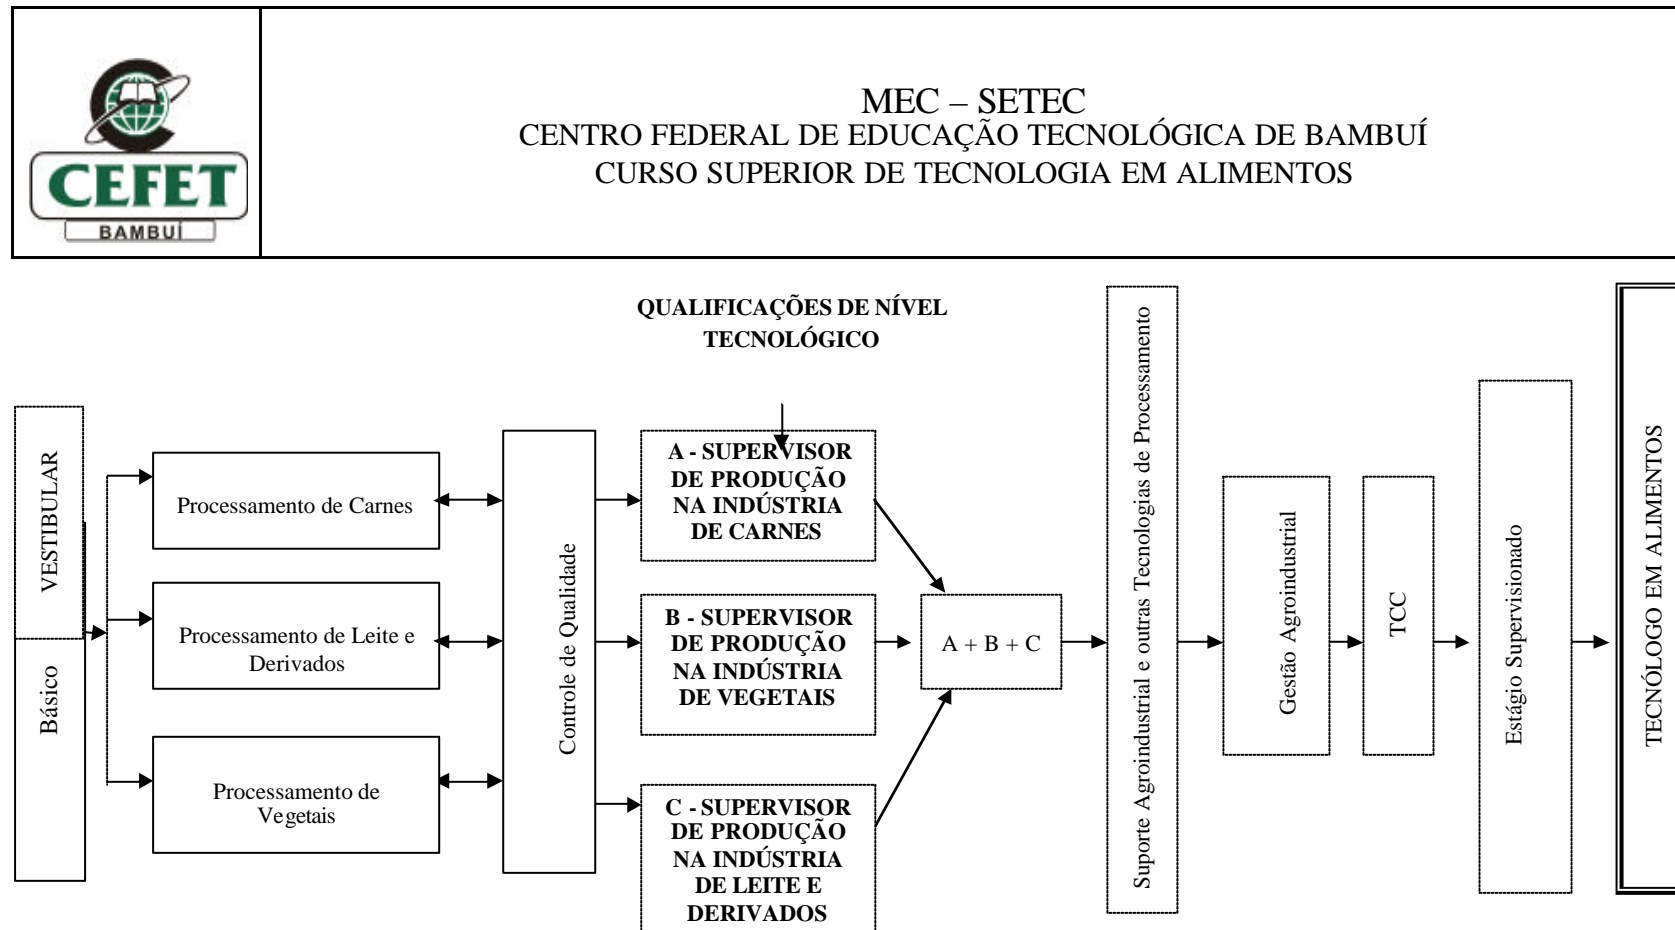 CEFET
BAMBUÍ
MEC – SETEC
CENTRO FEDERAL DE EDUCAÇÃO TECNOLÓGICA DE BAMBUÍ
CURSO SUPERIOR DE TECNOLOGIA EM ALIMENTOS
QUALIFICAÇÕES DE NÍVEL
TECNOLÓGICO
VESTIBULAR
Básico
Processamento de Carnes
Processamento de Leite e
Derivados
Processamento de
Vegetais
Controle de Qualidade
A - SUPERVISOR
DE PRODUÇÃO
NA INDÚSTRIA
DE CARNES
B - SUPERVISOR
DE PRODUÇÃO
NA INDÚSTRIA
DE VEGETAIS
C - SUPERVISOR
DE PRODUÇÃO
NA INDÚSTRIA
DE LEITE E
DERIVADOS
A + B + C
Suporte Agroindustrial e outras Tecnologias de Processamento
Gestão Agroindustrial
TCC
Estágio Supervisionado
TECNÓLOGO EM ALIMENTOS